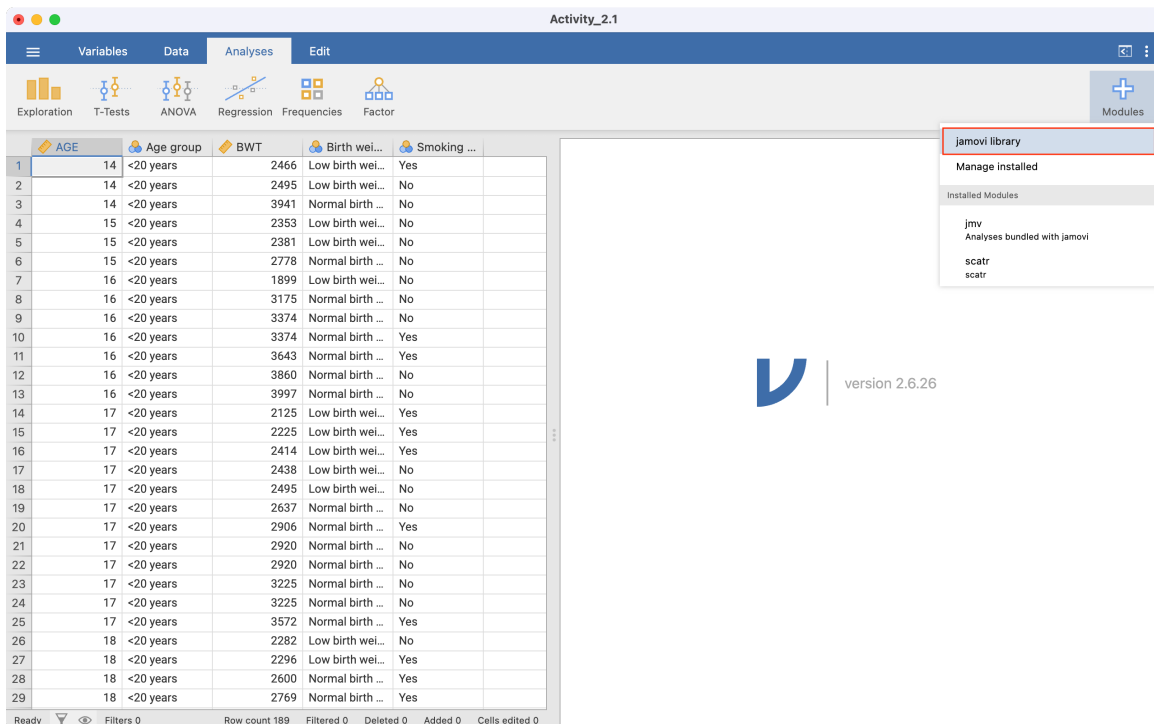 Activity_2.1
Variables Data Analyses Edit
Exploration T-Tests ANOVA Regression Frequencies Factor Modules
jamovi library
Manage installed
Installed Modules
jmv
Analyses bundled with jamovi
scatr
scatr
AGE Age group BWT Birth wei... Smoking ...
1 14 <20 years 2466 Low birth wei... Yes
2 14 <20 years 2495 Low birth wei... No
3 14 <20 years 3941 Normal birth ... No
4 15 <20 years 2353 Low birth wei... No
5 15 <20 years 2381 Low birth wei... No
6 15 <20 years 2778 Normal birth ... No
7 16 <20 years 1899 Low birth wei... No
8 16 <20 years 3175 Normal birth ... No
9 16 <20 years 3374 Normal birth ... No
10 16 <20 years 3374 Normal birth ... Yes
11 16 <20 years 3643 Normal birth ... Yes
12 16 <20 years 3860 Normal birth ... No
13 16 <20 years 3997 Normal birth ... No
14 17 <20 years 2125 Low birth wei... Yes
15 17 <20 years 2225 Low birth wei... Yes
16 17 <20 years 2414 Low birth wei... Yes
17 17 <20 years 2438 Low birth wei... No
18 17 <20 years 2495 Low birth wei... No
19 17 <20 years 2637 Normal birth ... No
20 17 <20 years 2906 Normal birth ... Yes
21 17 <20 years 2920 Normal birth ... No
22 17 <20 years 2920 Normal birth ... No
23 17 <20 years 3225 Normal birth ... No
24 17 <20 years 3225 Normal birth ... No
25 17 <20 years 3572 Normal birth ... Yes
26 18 <20 years 2282 Low birth wei... No
27 18 <20 years 2296 Low birth wei... Yes
28 18 <20 years 2600 Normal birth ... Yes
29 18 <20 years 2769 Normal birth ... Yes
version 2.6.26
Ready Filters 0 Row count 189 Filtered 0 Deleted 0 Added 0 Cells edited 0